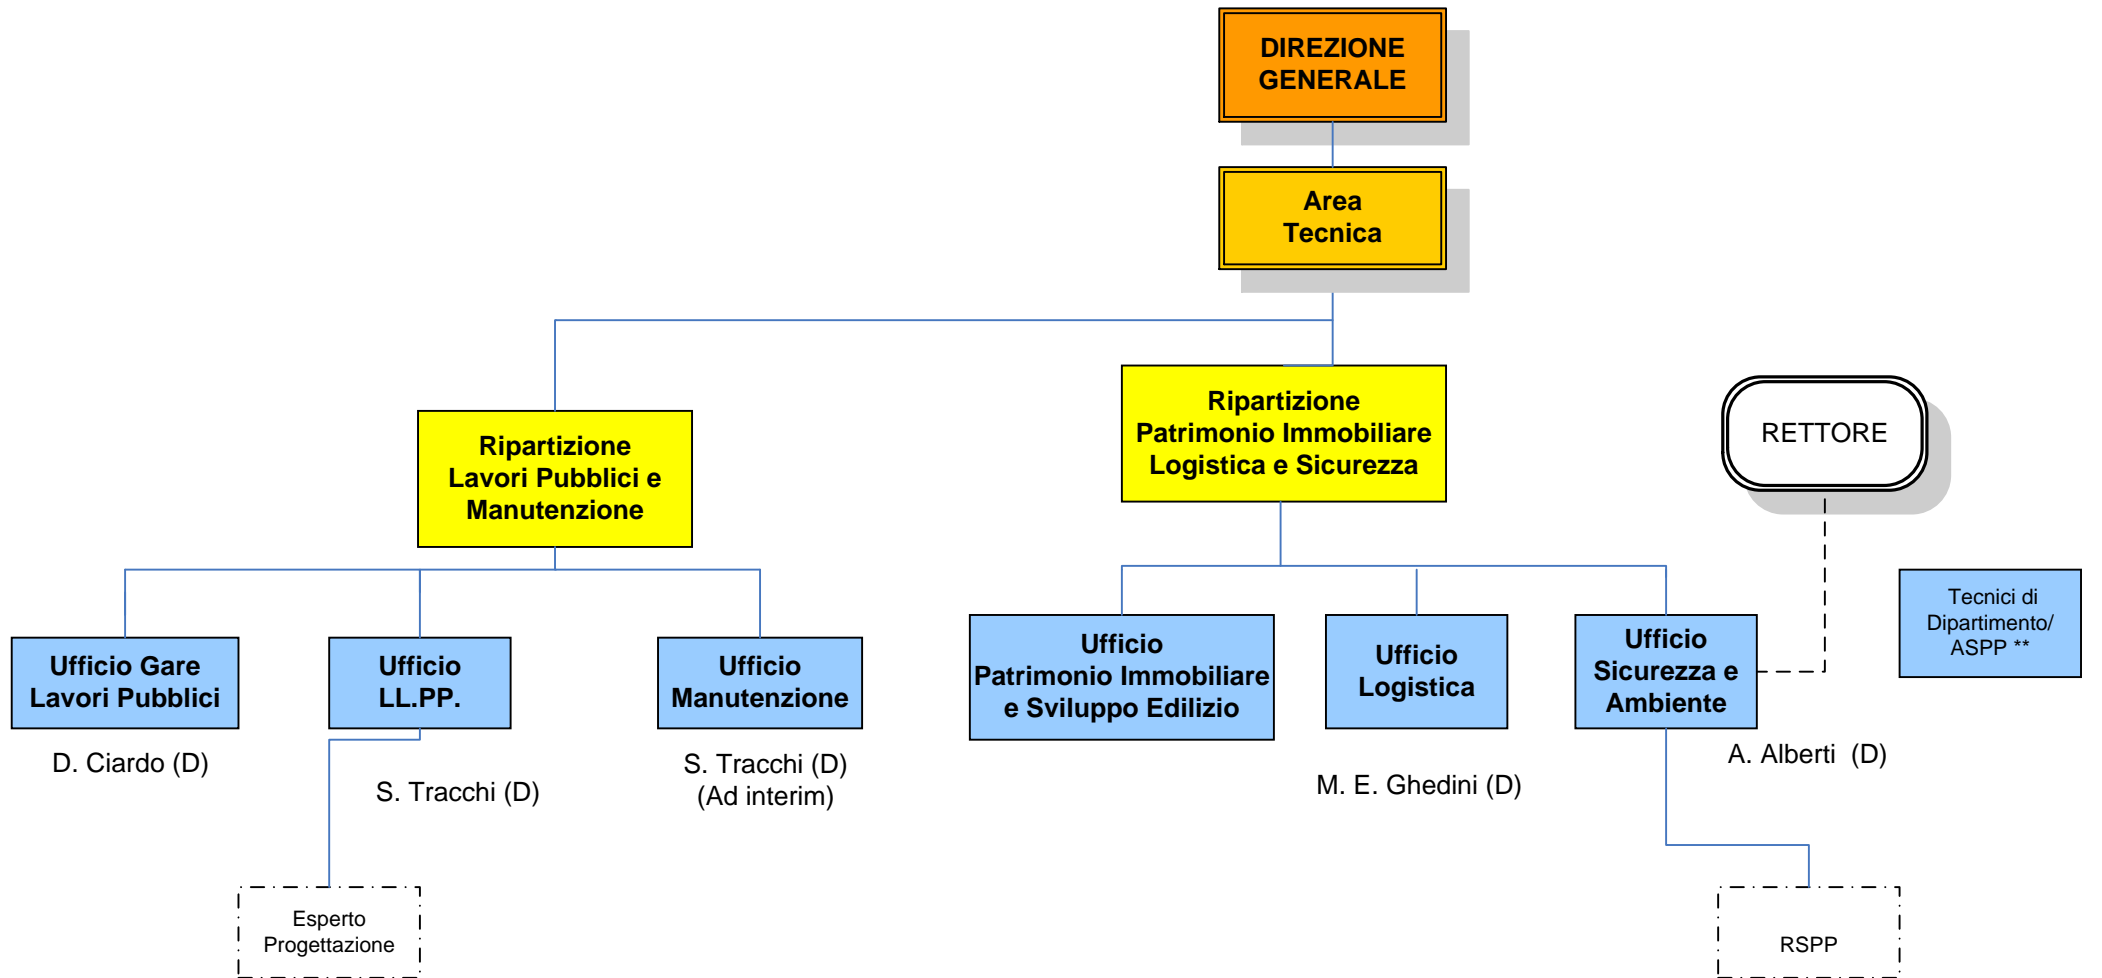 DIREZIONE
GENERALE
Area
Tecnica
Ripartizione
Lavori Pubblici e
Manutenzione
Ripartizione
Patrimonio Immobiliare
Logistica e Sicurezza
RETTORE
Ufficio Gare
Lavori Pubblici
Ufficio
LL.PP.
Ufficio
Manutenzione
Ufficio
Patrimonio Immobiliare
e Sviluppo Edilizio
Ufficio
Logistica
Ufficio
Sicurezza e
Ambiente
Tecnici di
Dipartimento/
ASPP **
D. Ciardo (D)
S. Tracchi (D)
S. Tracchi (D)
(Ad interim)
M. E. Ghedini (D)
A. Alberti (D)
Esperto
Progettazione
RSPP